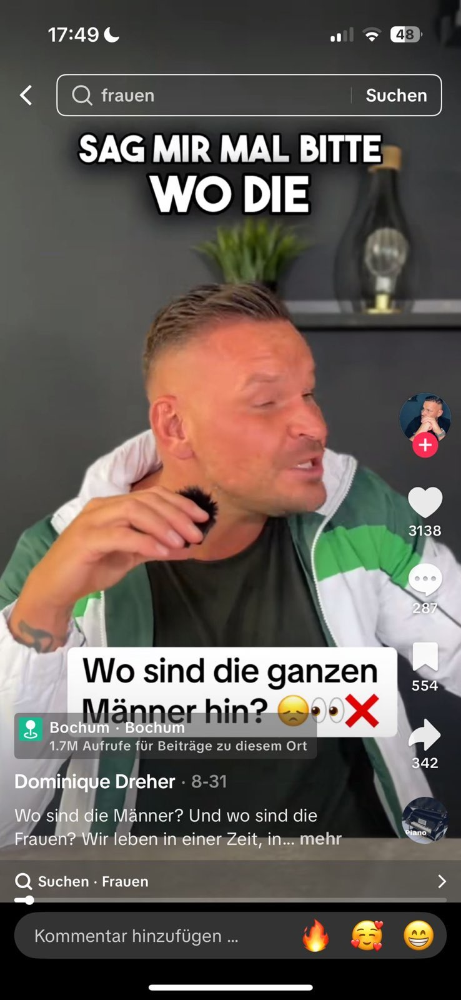 17:49
48
frauen
Suchen
SAG MIR MAL BITTE
WO DIE
3138
287
554
342
Wo sind die ganzen
Männer hin? 😞👀❌
Bochum · Bochum
1.7M Aufrufe für Beiträge zu diesem Ort
Dominique Dreher · 8-31
Wo sind die Männer? Und wo sind die
Frauen? Wir leben in einer Zeit, in... mehr
Piano
Suchen · Frauen
Kommentar hinzufügen ... 🔥🥰😁